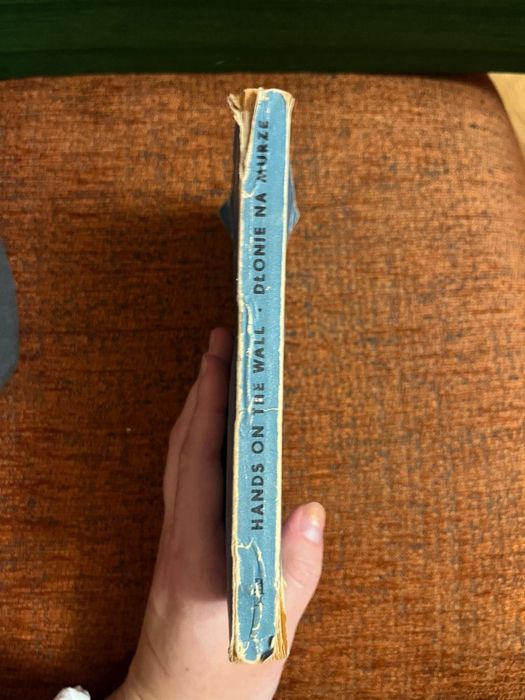 HANDS ON THE WALL · DŁONIE NA MURZE